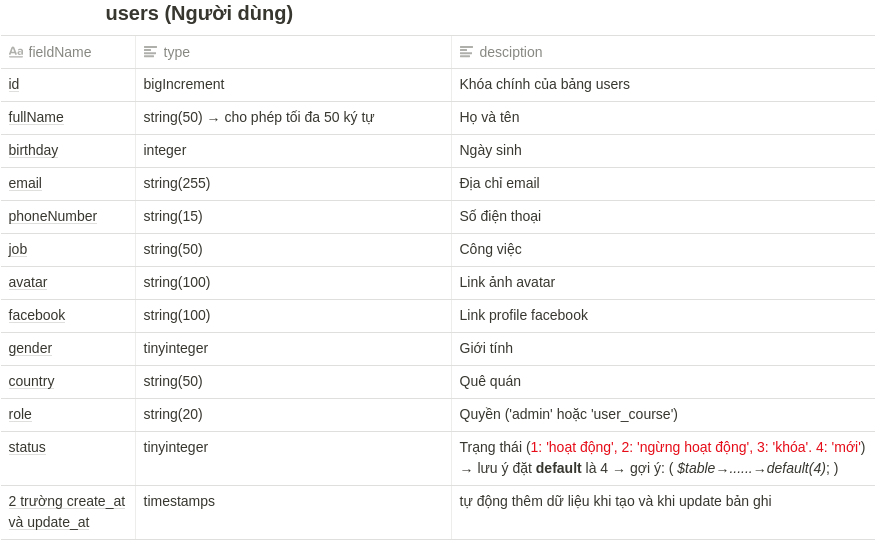 users (Người dùng)
fieldName type desciption
id bigIncrement Khóa chính của bảng users
fullName string(50) → cho phép tối đa 50 ký tự Họ và tên
birthday integer Ngày sinh
email string(255) Địa chỉ email
phoneNumber string(15) Số điện thoại
job string(50) Công việc
avatar string(100) Link ảnh avatar
facebook string(100) Link profile facebook
gender tinyinteger Giới tính
country string(50) Quê quán
role string(20) Quyền ('admin' hoặc 'user_course')
status tinyinteger Trạng thái (1: 'hoạt động', 2: 'ngừng hoạt động', 3: 'khóa'. 4: 'mới')
→ lưu ý đặt default là 4 → gợi ý: ( $table→......→default(4); )
2 trường create_at timestamps tự động thêm dữ liệu khi tạo và khi update bản ghi
và update_at